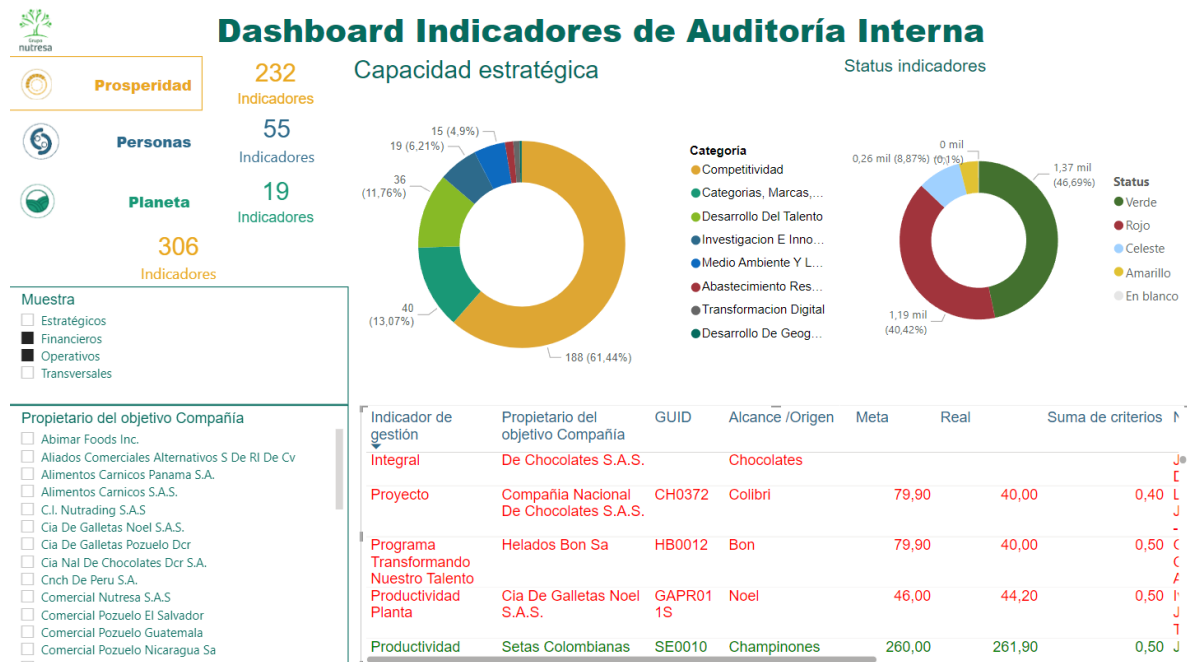 Grupo
nutresa
Dashboard Indicadores de Auditoría Interna
Prosperidad
232
Indicadores
Personas
55
Indicadores
Planeta
19
Indicadores
306
Indicadores
Capacidad estratégica
15 (4,9%)
19 (6,21%)
36
(11,76%)
40
(13,07%)
188 (61,44%)
Categoria
Competitividad
Categorias, Marcas,...
Desarrollo Del Talento
Investigacion E Inno...
Medio Ambiente Y L...
Abastecimiento Res...
Transformacion Digital
Desarrollo De Geog...
Status indicadores
0 mil
(0,1%)
0,26 mil (8,87%)
1,37 mil
(46,69%)
1,19 mil
(40,42%)
Status
Verde
Rojo
Celeste
Amarillo
En blanco
Muestra
Estratégicos
Financieros
Operativos
Transversales
Propietario del objetivo Compañía
Abimar Foods Inc.
Aliados Comerciales Alternativos S De Rl De Cv
Alimentos Carnicos Panama S.A.
Alimentos Carnicos S.A.S.
C.I. Nutrading S.A.S
Cia De Galletas Noel S.A.S.
Cia De Galletas Pozuelo Dcr
Cia Nal De Chocolates Dcr S.A.
Cnch De Peru S.A.
Comercial Nutresa S.A.S
Comercial Pozuelo El Salvador
Comercial Pozuelo Guatemala
Comercial Pozuelo Nicaragua Sa
Indicador de gestión Propietario del objetivo Compañía GUID Alcance /Origen Meta Real Suma de criterios
Integral De Chocolates S.A.S. Chocolates
Proyecto Compañia Nacional CH0372 Colibri 79,90 40,00 0,40
De Chocolates S.A.S.
Programa Helados Bon Sa HB0012 Bon 79,90 40,00 0,50
Transformando
Nuestro Talento
Productividad Cia De Galletas Noel GAPR01 Noel 46,00 44,20 0,50
Planta S.A.S. 1S
Productividad Setas Colombianas SE0010 Champinones 260,00 261,90 0,50